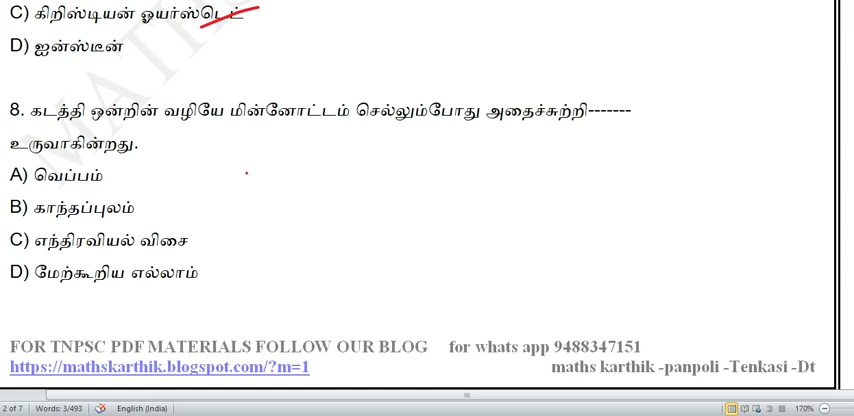 C) கிறிஸ்டியன் ஓயர்ஸ்டெட்
D) ஐன்ஸ்டீன்
8. கடத்தி ஒன்றின் வழியே மின்னோட்டம் செல்லும்போது அதைச்சுற்றி-------
உருவாகின்றது.
A) வெப்பம்
B) காந்தப்புலம்
C) எந்திரவியல் விசை
D) மேற்கூறிய எல்லாம்
FOR TNPSC PDF MATERIALS FOLLOW OUR BLOG for whats app 9488347151
https://mathskarthik.blogspot.com/?m=1 maths karthik -panpoli -Tenkasi -Dt
2 of 7 Words: 3/493 English (India) 170%